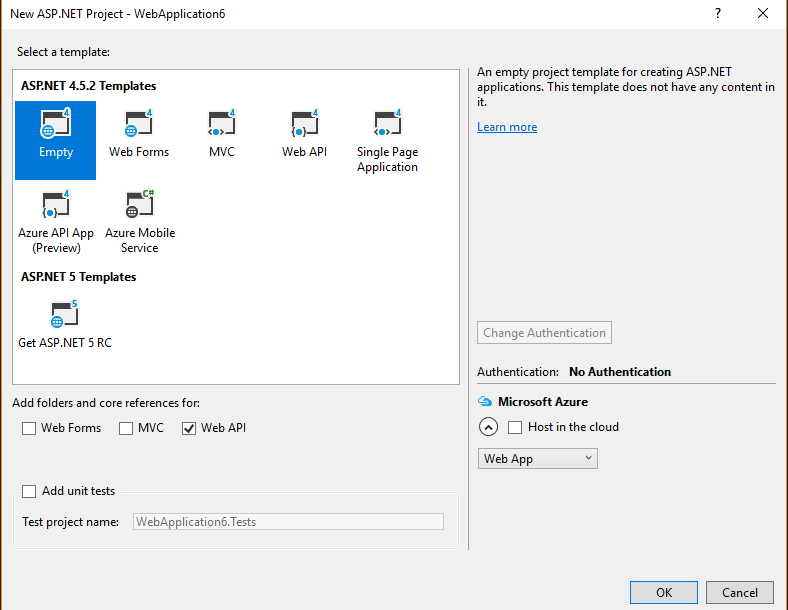 New ASP.NET Project - WebApplication6
?
Select a template:
ASP.NET 4.5.2 Templates
4 4 4 4 4
Empty Web Forms MVC Web API Single Page
Application
4 C#
Azure API App Azure Mobile
(Preview) Service
ASP.NET 5 Templates
5
Get ASP.NET 5 RC
An empty project template for creating ASP.NET
applications. This template does not have any content in
it.
Learn more
Change Authentication
Authentication: No Authentication
Microsoft Azure
Host in the cloud
Web App
Add folders and core references for:
Web Forms MVC Web API
Add unit tests
Test project name: WebApplication6.Tests
OK Cancel